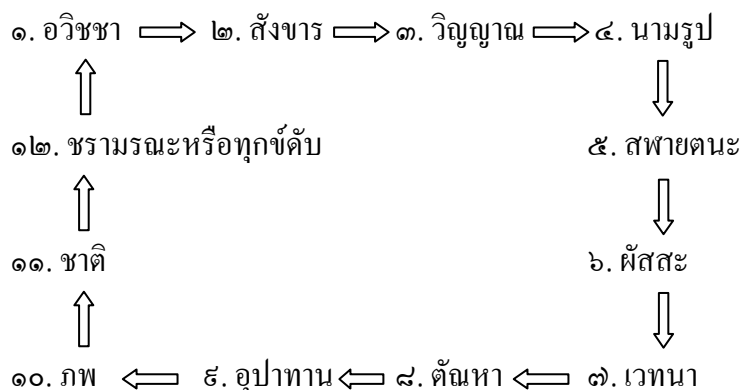 ๑. อวิชชา ๒. สังขาร ๓. วิญญาณ ๔. นามรูป
๑๒. ชรามรณะหรือทุกข์ดับ ๕. สฬายตนะ
๑๑. ชาติ ๖. ผัสสะ
๑๐. ภพ ๙. อุปาทาน ๘. ตัณหา ๗. เวทนา